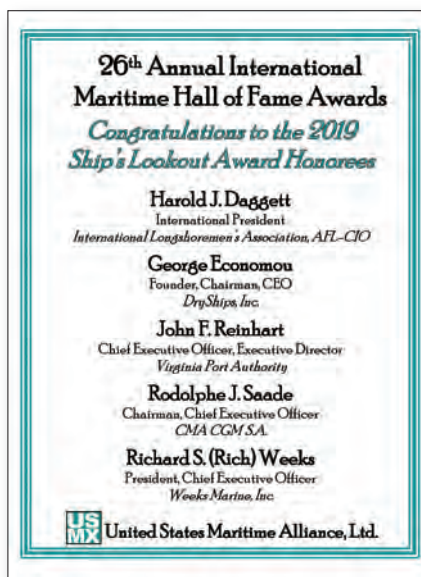 26th Annual International
Maritime Hall of Fame Awards
Congratulations to the 2019
Ship's Lookout Award Honorees
Harold J. Daggett
International President
International Longshoremen's Association, AFL-CIO
George Economou
Founder, Chairman, CEO
DryShips, Inc.
John F. Reinhart
Chief Executive Officer, Executive Director
Virginia Port Authority
Rodolphe J. Saade
Chairman, Chief Executive Officer
CMA CGM S.A.
Richard S. (Rich) Weeks
President, Chief Executive Officer
Weeks Marine, Inc.
US
MX United States Maritime Alliance, Ltd.